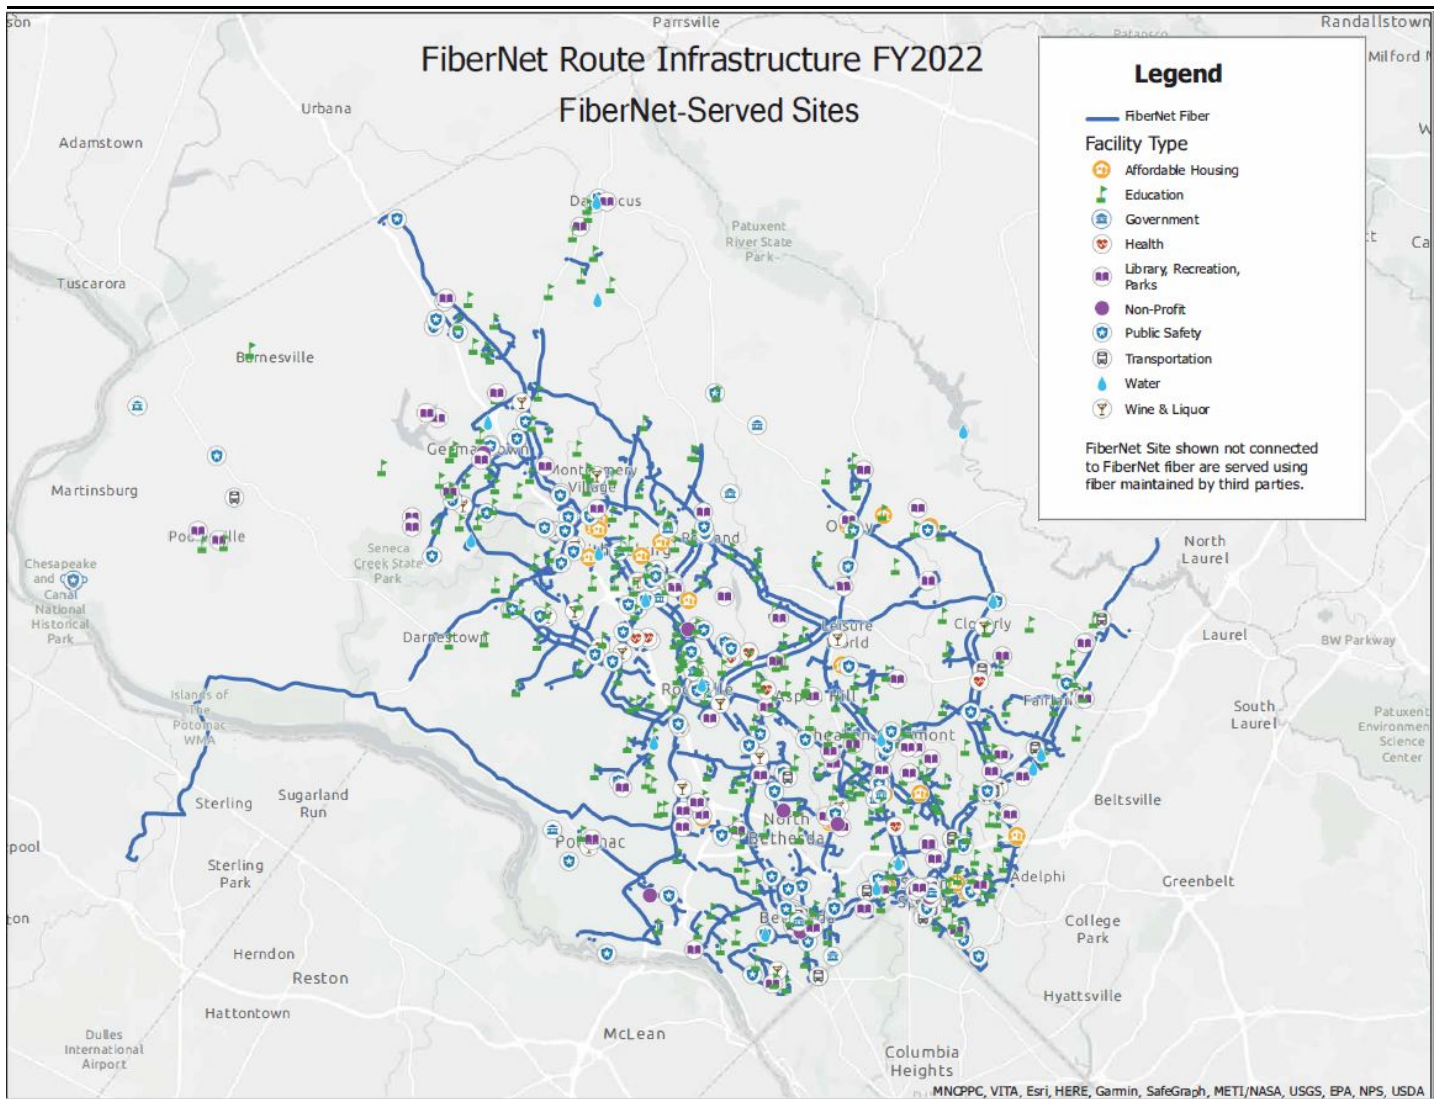 Parrsville
Randallstown
FiberNet Route Infrastructure FY2022
FiberNet-Served Sites
Legend
FiberNet Fiber
Facility Type
Affordable Housing
Education
Government
Health
Library, Recreation,
Parks
Non-Profit
Public Safety
Transportation
Water
Wine & Liquor
FiberNet Site shown not connected
to FiberNet fiber are served using
fiber maintained by third parties.
Urbana
Adamstown
Patuxent
River State
Park
Tuscarora
Barnesville
Martinsburg
Montgomery
Village
Seneca
Creek State
Park
Chesapeake
and
Canal
National
Historical
Park
Darnestown
Leisure
North
Laurel
Laurel
BW Parkway
Islands of
The
Potomac
WMA
South
Laurel
Patuxent
Environmen
Science
Center
Sterling
Sugarland
Run
North
Bethesda
Beltsville
Sterling
Park
Adelphi
Greenbelt
College
Park
Herndon
Reston
Hattontown
Hyattsville
McLean
Dulles
International
Airport
Columbia
Heights
MNCPPC, VITA, Esri, HERE, Garmin, SafeGraph, METI/NASA, USGS, EPA, NPS, USDA